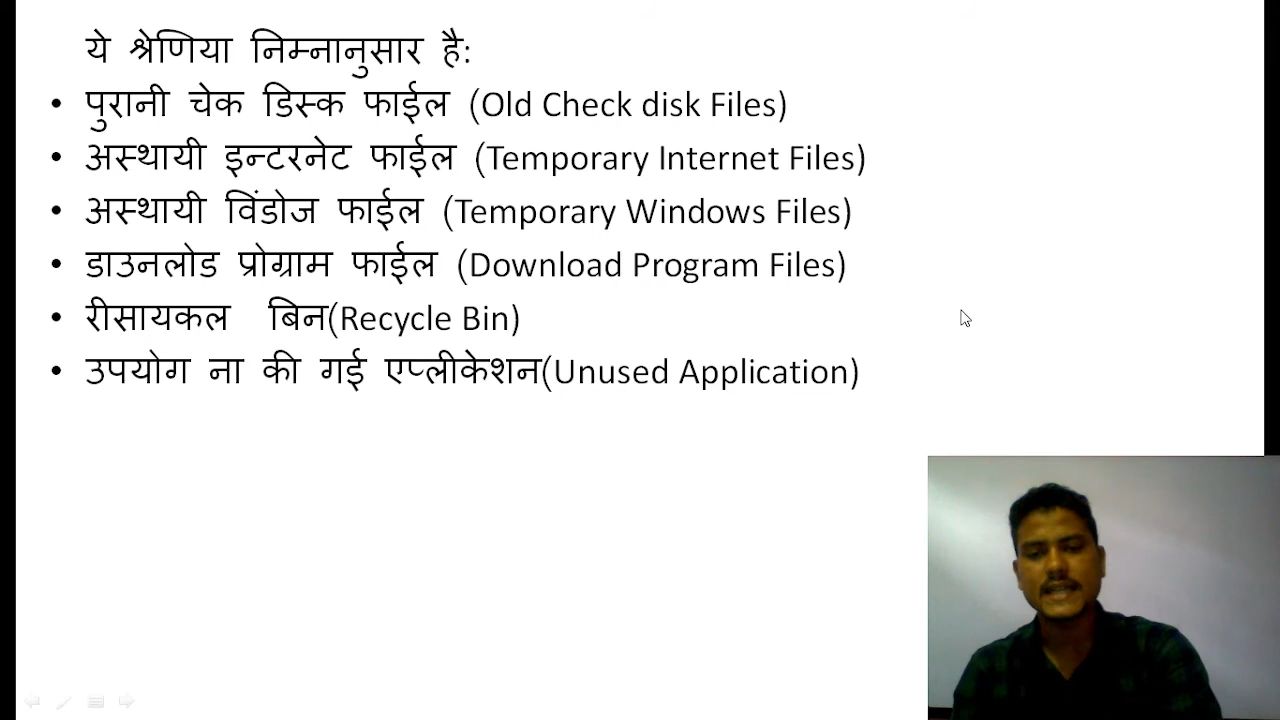 ये श्रेणिया निम्नानुसार है:
• पुरानी चेक डिस्क फाईल (Old Check disk Files)
• अस्थायी इन्टरनेट फाईल (Temporary Internet Files)
• अस्थायी विंडोज फाईल (Temporary Windows Files)
• डाउनलोड प्रोग्राम फाईल (Download Program Files)
• रीसायकल बिन(Recycle Bin)
• उपयोग ना की गई एप्लीकेशन(Unused Application)